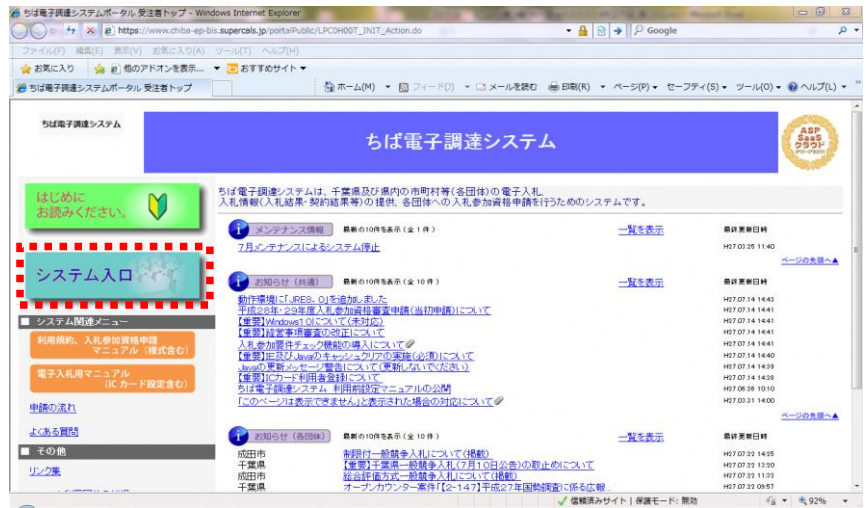 ちば電子調達システムポータル 受注者トップ - Windows Internet Explorer
https://www.chiba-ep-bis.supercals.jp/portalPublic/LPC0H00T_INIT_Action.do
Google
ファイル(F) 編集(E) 表示(V) お気に入り(A) ツール(T) ヘルプ(H)
お気に入り 他のアドオンを表示... おすすめサイト
ちば電子調達システムポータル 受注者トップ
ホーム(M) フィード(J) メールを読む 印刷(R) ページ(P) セーフティ(S) ツール(O) ヘルプ(L)
ちば電子調達システム
ちば電子調達システム
ASP
SaaS
クラウド
はじめに
お読みください。
ちば電子調達システムは、千葉県及び県内の市町村等(各団体)の電子入札、
入札情報(入札結果・契約結果等)の提供、各団体への入札参加資格申請を行うためのシステムです。
メンテナンス情報 最新の10件を表示(全 1 件) 一覧を表示 最終更新日時
7月メンテナンスによるシステム停止 H27.03.25 11:40
ページの先頭へ▲
システム入口
お知らせ (共通) 最新の10件を表示(全 10 件) 一覧を表示 最終更新日時
動作環境に「JRE8.0」を追加しました H27.07.14 14:43
平成28年・29年度入札参加資格審査申請(当初申請)について H27.07.14 14:41
【重要】Windows10について(未対応) H27.07.14 14:41
【重要】経営事項審査の改正について H27.07.14 14:41
入札参加要件チェック機能の導入について H27.07.14 14:41
【重要】IE及びJavaのキャッシュクリアの実施(必須)について H27.07.14 14:40
Javaの更新メッセージ警告について(更新しないでください) H27.07.14 14:39
【重要】ICカード利用者登録について H27.07.14 14:28
ちば電子調達システム 利用前設定マニュアルの公開 H27.06.26 10:10
「このページは表示できません」と表示された場合の対応について H27.03.31 14:00
ページの先頭へ▲
■ システム関連メニュー
利用規約、入札参加資格申請
マニュアル (様式含む)
電子入札用マニュアル
(IC カード設定含む)
申請の流れ
よくある質問
■ その他
リンク集
お知らせ (各団体) 最新の10件を表示(全 10 件) 一覧を表示 最終更新日時
成田市 制限付一般競争入札について(掲載) H27.07.22 14:25
千葉県 【重要】千葉県一般競争入札(7月10日公告)の取止めについて H27.07.22 13:20
成田市 総合評価方式一般競争入札について(掲載) H27.07.22 11:32
千葉県 オープンカウンター案件「【2-147】平成27年国勢調査に係る広報... H27.07.22 09:57
信頼済みサイト | 保護モード: 無効
92%